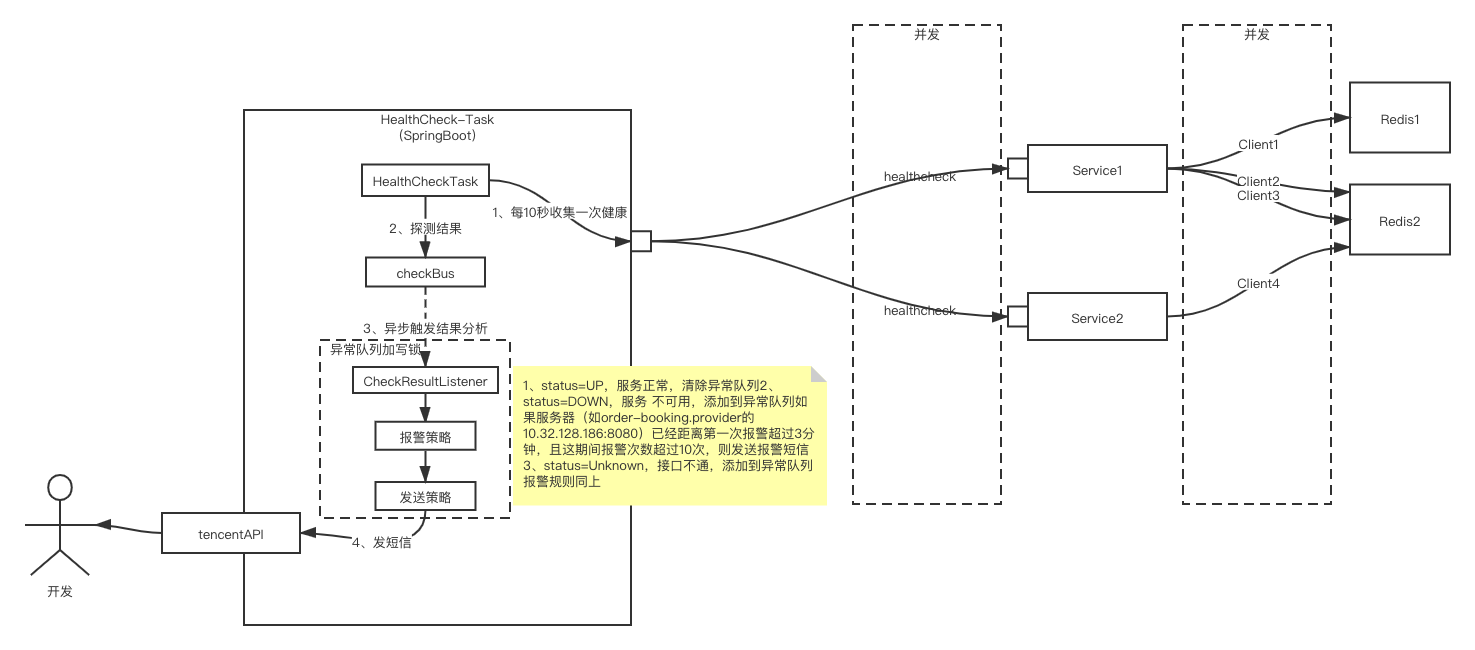 并发
并发
HealthCheck-Task
（SpringBoot）
HealthCheckTask
1、每10秒收集一次健康
2、探测结果
checkBus
3、异步触发结果分析
异常队列加写锁
CheckResultListener
报警策略
发送策略
4、发短信
tencentAPI
开发
1、status=UP，服务正常，清除异常队列2、
status=DOWN，服务 不可用，添加到异常队列如
果服务器（如order-booking.provider的
10.32.128.186:8080）已经距离第一次报警超过3分
钟，且这期间报警次数超过10次，则发送报警短信
3、status=Unknown，接口不通，添加到异常队列
报警规则同上
healthcheck
healthcheck
Service1
Service2
Client1
Client2
Client3
Client4
Redis1
Redis2